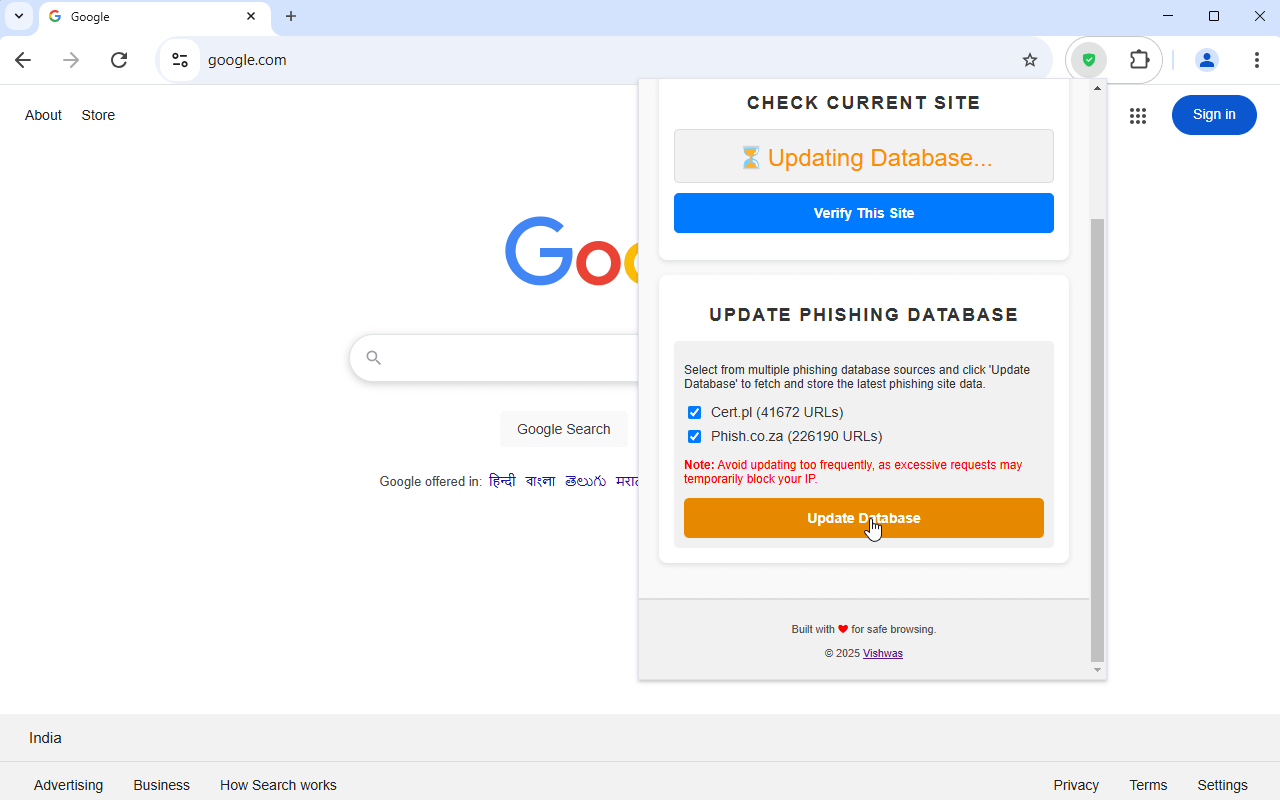 Google
google.com
About Store
Sign in
CHECK CURRENT SITE
⏳ Updating Database...
Verify This Site
UPDATE PHISHING DATABASE
Select from multiple phishing database sources and click 'Update
Database' to fetch and store the latest phishing site data.
Cert.pl (41672 URLs)
Phish.co.za (226190 URLs)
Note: Avoid updating too frequently, as excessive requests may
temporarily block your IP.
Update Database
Built with ❤ for safe browsing.
© 2025 Vishwas
Goo
Google Search
Google offered in: हिन्दी বাংলা తెలుగు
India
Advertising Business How Search works
Privacy Terms Settings